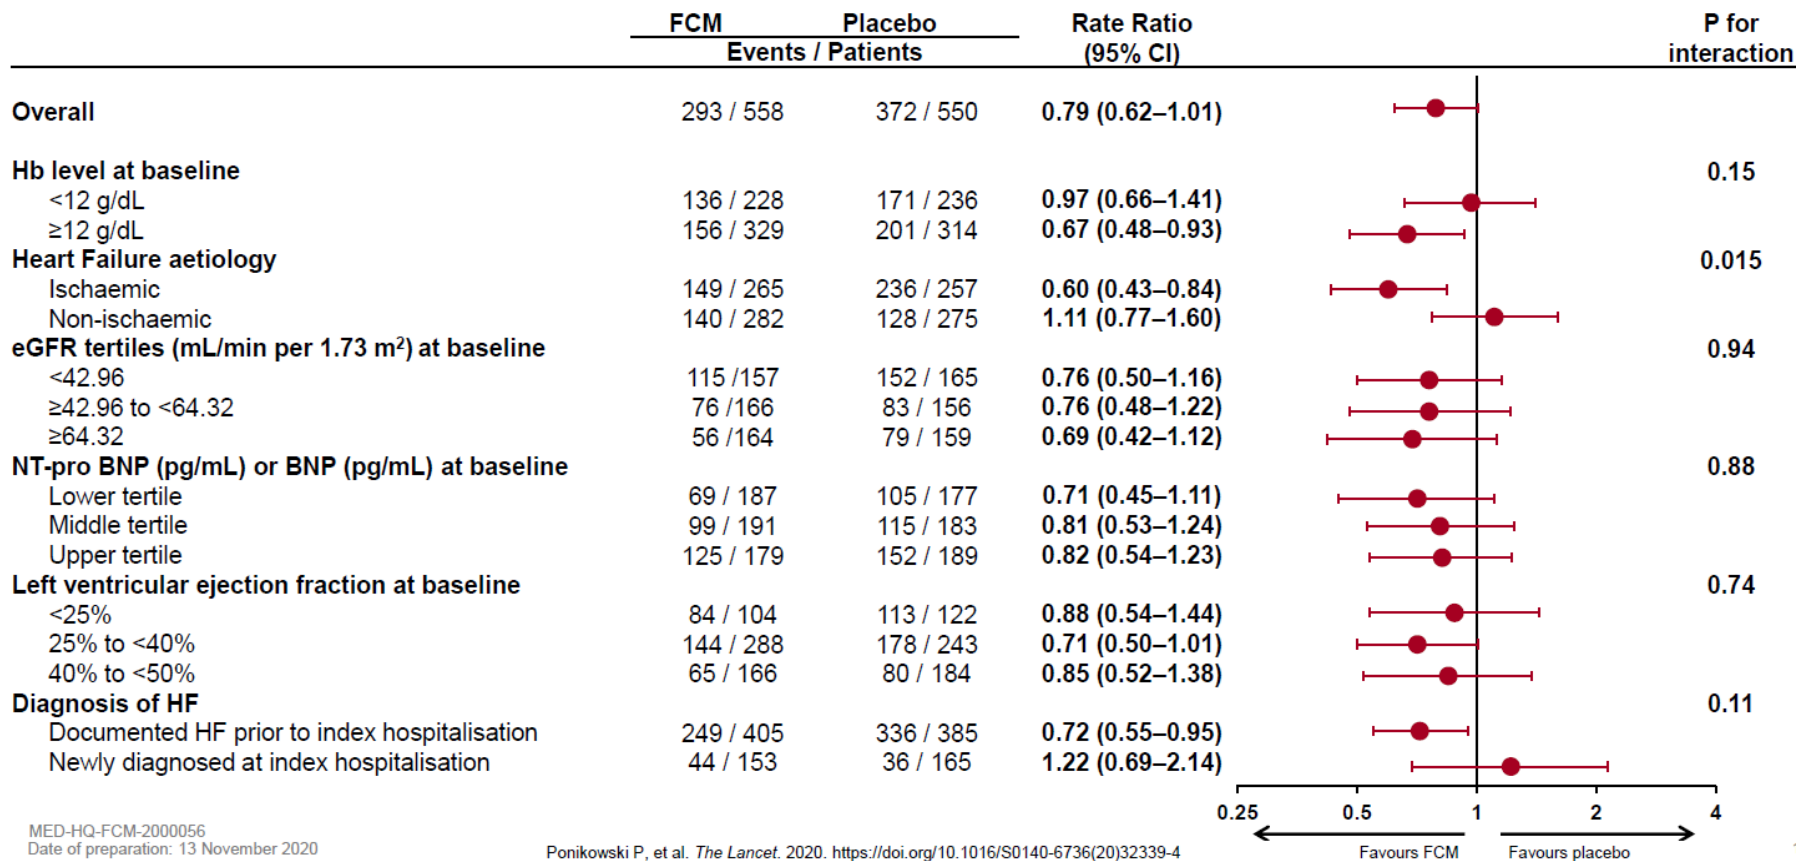 FCM Placebo Rate Ratio P for
Events / Patients (95% CI) interaction
Overall 293 / 558 372 / 550 0.79 (0.62–1.01)
Hb level at baseline 0.15
<12 g/dL 136 / 228 171 / 236 0.97 (0.66–1.41)
≥12 g/dL 156 / 329 201 / 314 0.67 (0.48–0.93)
Heart Failure aetiology 0.015
Ischaemic 149 / 265 236 / 257 0.60 (0.43–0.84)
Non-ischaemic 140 / 282 128 / 275 1.11 (0.77–1.60)
eGFR tertiles (mL/min per 1.73 m²) at baseline 0.94
<42.96 115 /157 152 / 165 0.76 (0.50–1.16)
≥42.96 to <64.32 76 /166 83 / 156 0.76 (0.48–1.22)
≥64.32 56 /164 79 / 159 0.69 (0.42–1.12)
NT-pro BNP (pg/mL) or BNP (pg/mL) at baseline 0.88
Lower tertile 69 / 187 105 / 177 0.71 (0.45–1.11)
Middle tertile 99 / 191 115 / 183 0.81 (0.53–1.24)
Upper tertile 125 / 179 152 / 189 0.82 (0.54–1.23)
Left ventricular ejection fraction at baseline 0.74
<25% 84 / 104 113 / 122 0.88 (0.54–1.44)
25% to <40% 144 / 288 178 / 243 0.71 (0.50–1.01)
40% to <50% 65 / 166 80 / 184 0.85 (0.52–1.38)
Diagnosis of HF 0.11
Documented HF prior to index hospitalisation 249 / 405 336 / 385 0.72 (0.55–0.95)
Newly diagnosed at index hospitalisation 44 / 153 36 / 165 1.22 (0.69–2.14)
0.25 0.5 1 2 4
Favours FCM Favours placebo
MED-HQ-FCM-2000056
Date of preparation: 13 November 2020
Ponikowski P, et al. The Lancet. 2020. https://doi.org/10.1016/S0140-6736(20)32339-4